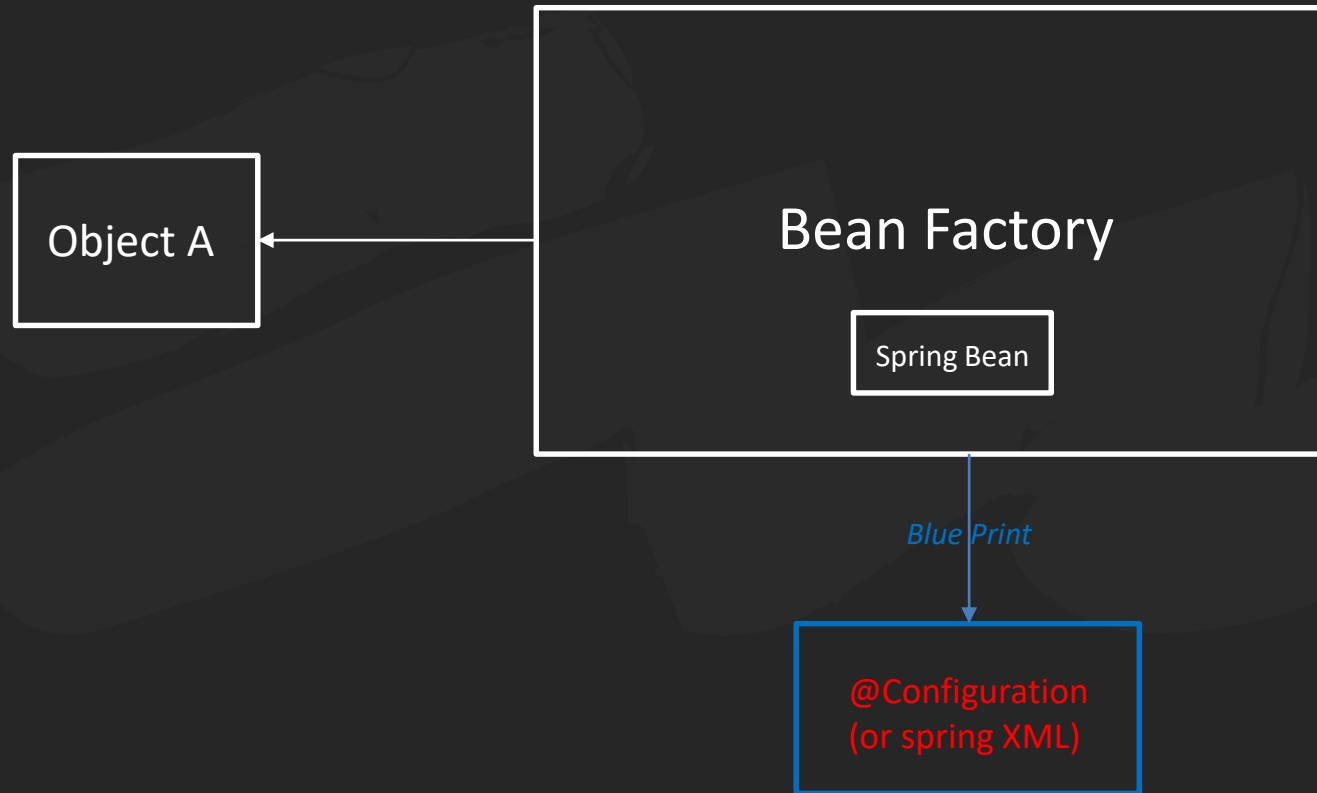 Object A
Bean Factory
Spring Bean
Blue Print
@Configuration
(or spring XML)